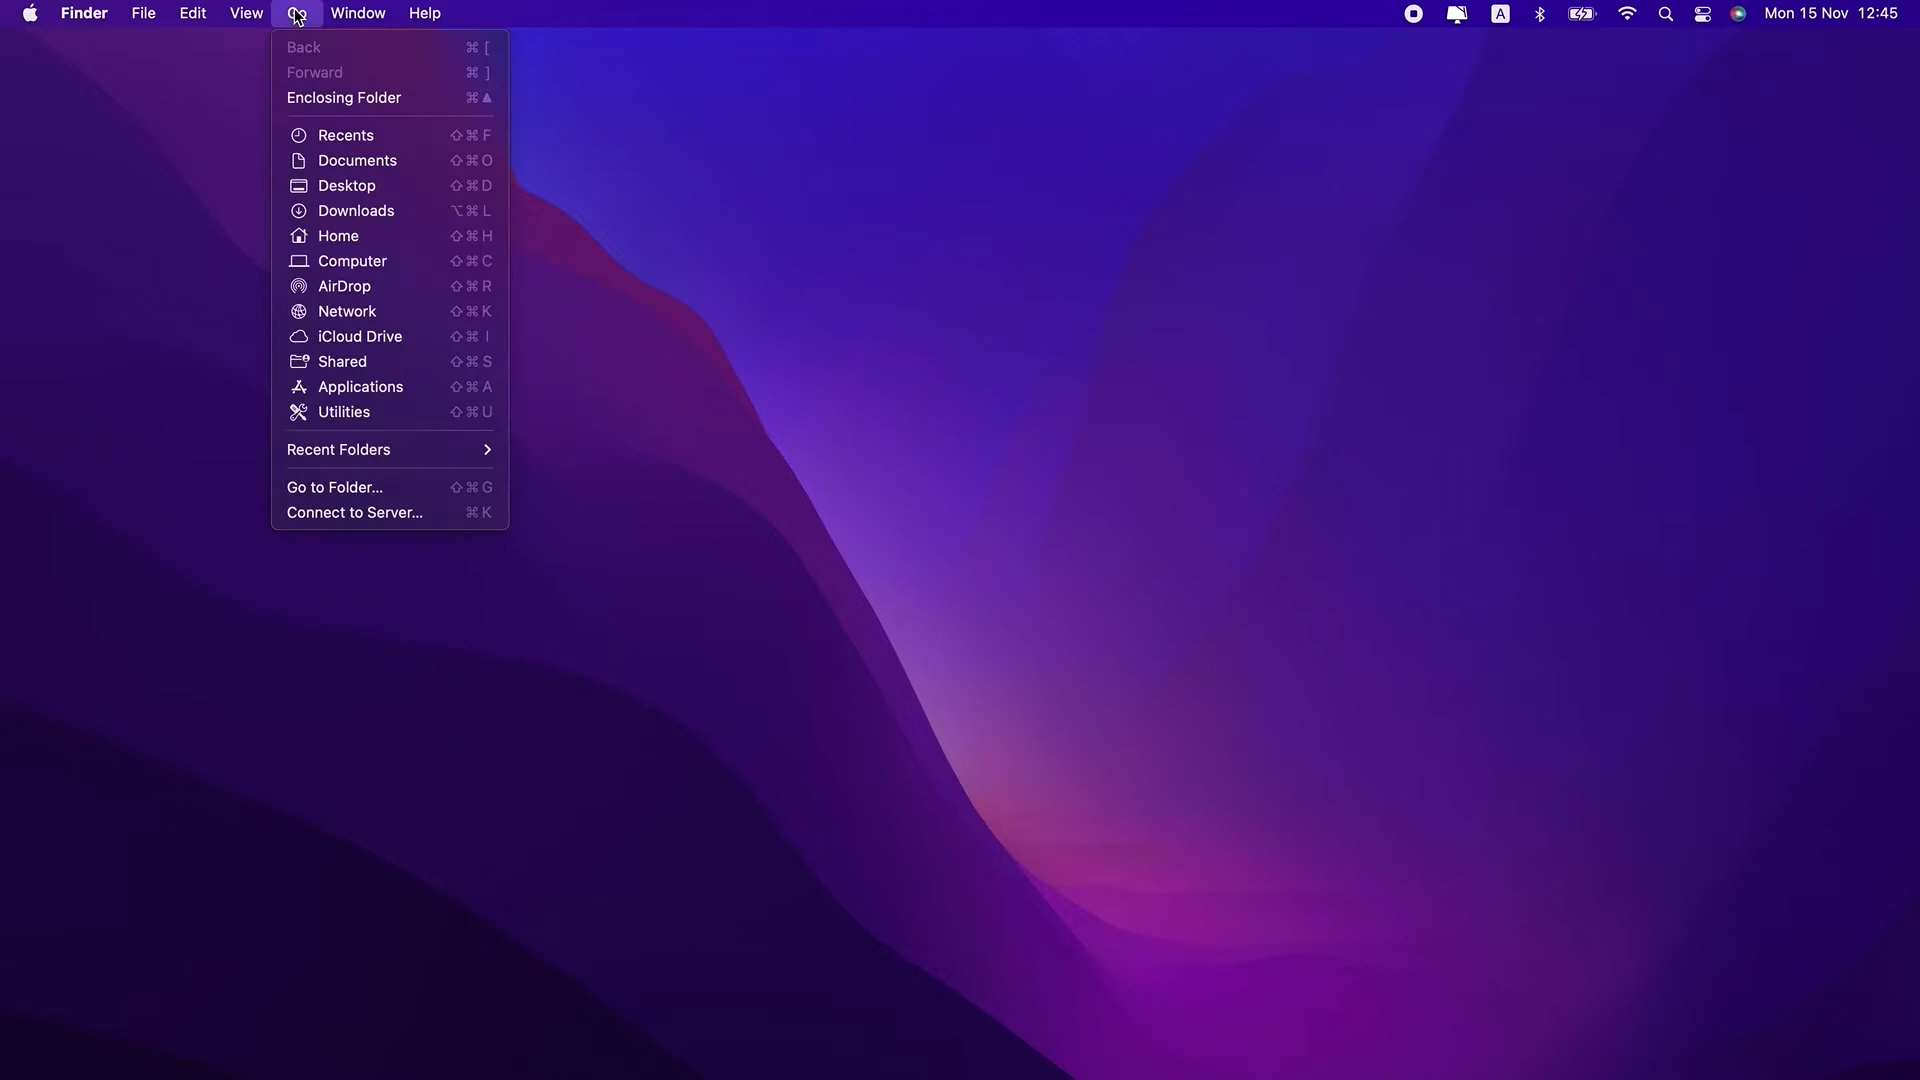 Finder File Edit View Go Window Help A Mon 15 Nov 12:45
Back ⌘ [
Forward ⌘ ]
Enclosing Folder ⌘ ▲
Recents ⇧ ⌘ F
Documents ⇧ ⌘ O
Desktop ⇧ ⌘ D
Downloads ⌥ ⌘ L
Home ⇧ ⌘ H
Computer ⇧ ⌘ C
AirDrop ⇧ ⌘ R
Network ⇧ ⌘ K
iCloud Drive ⇧ ⌘ I
Shared ⇧ ⌘ S
Applications ⇧ ⌘ A
Utilities ⇧ ⌘ U
Recent Folders >
Go to Folder... ⇧ ⌘ G
Connect to Server... ⌘ K